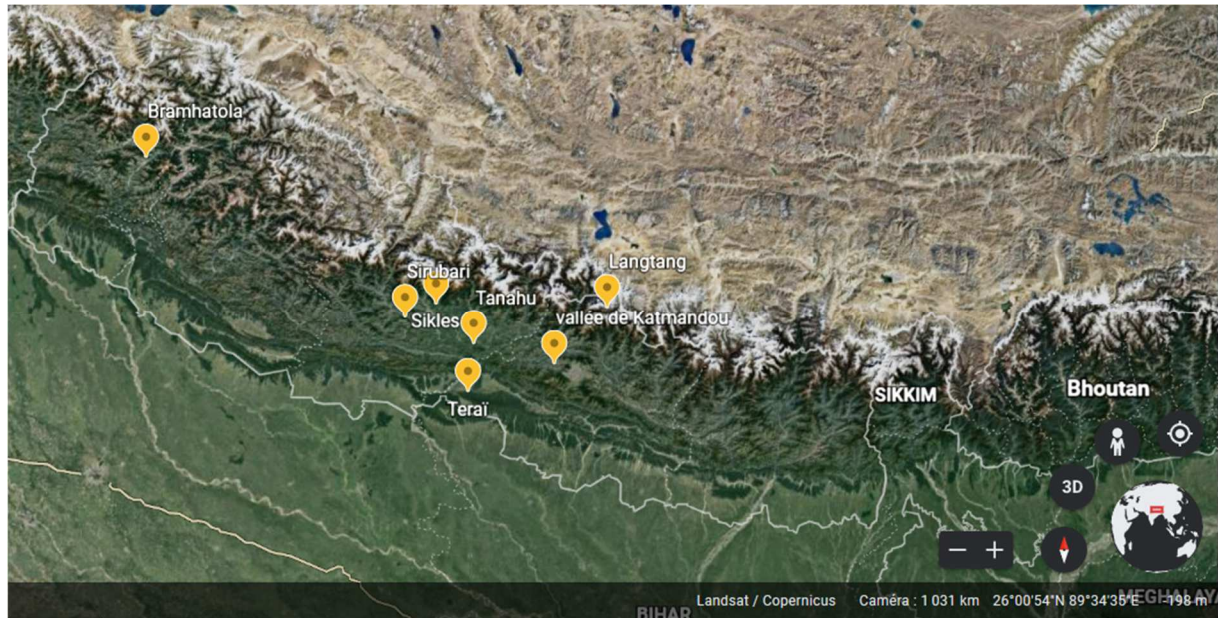 Bramhatola
Sirubari
Langtang
Tanahu
Sikles
vallée de Katmandou
Teraï
SIKKIM
Bhoutan
3D
Landsat / Copernicus Caméra : 1 031 km 26°00'54"N 89°34'35"E -198 m
MEGHALAYA
BIHAR